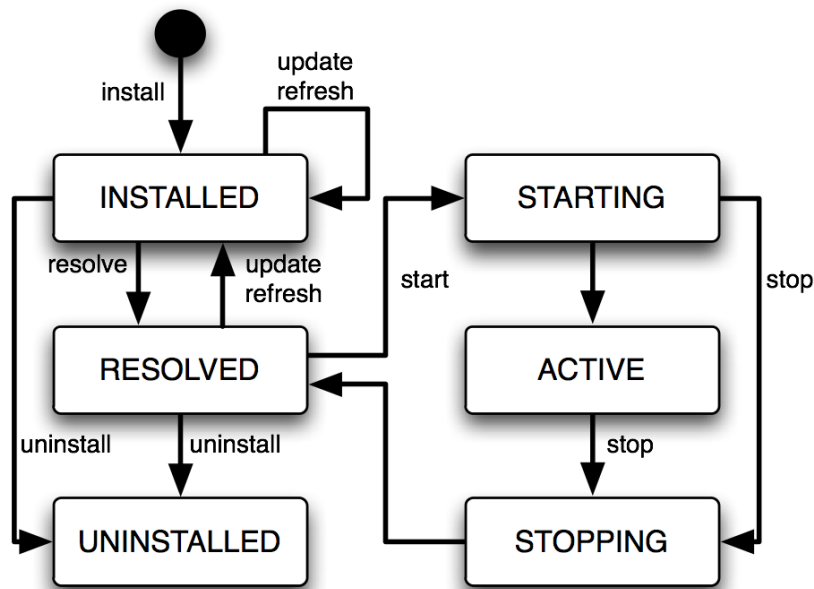 update
refresh
install
INSTALLED
STARTING
resolve
update
refresh
start
stop
RESOLVED
ACTIVE
uninstall
uninstall
stop
UNINSTALLED
STOPPING